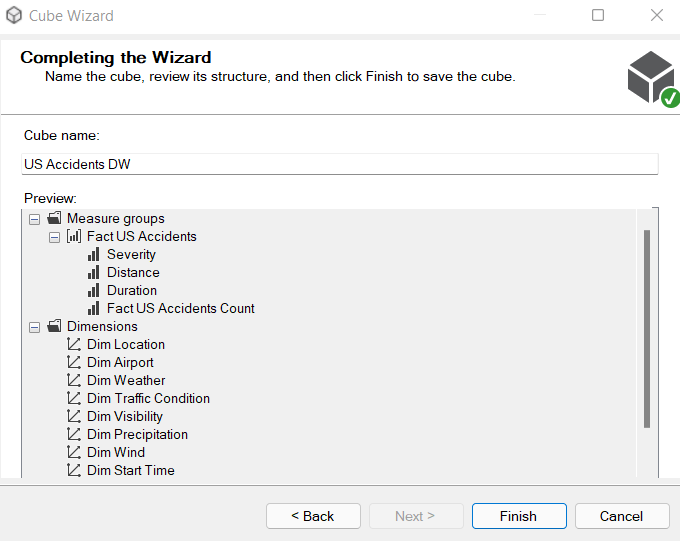 Cube Wizard
Completing the Wizard
Name the cube, review its structure, and then click Finish to save the cube.
Cube name:
US Accidents DW
Preview:
Measure groups
Fact US Accidents
Severity
Distance
Duration
Fact US Accidents Count
Dimensions
Dim Location
Dim Airport
Dim Weather
Dim Traffic Condition
Dim Visibility
Dim Precipitation
Dim Wind
Dim Start Time
< Back Next > Finish Cancel